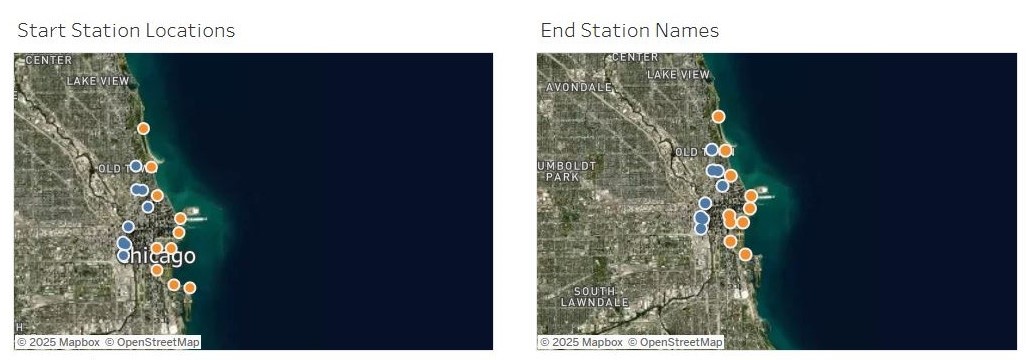 Start Station Locations
End Station Names
CENTER
LAKE VIEW
OLD T
Chicago
© 2025 Mapbox © OpenStreetMap
CENTER
LAKE VIEW
AVONDALE
OLD T
UMBOLDT
PARK
SOUTH
LAWNDALE
© 2025 Mapbox © OpenStreetMap